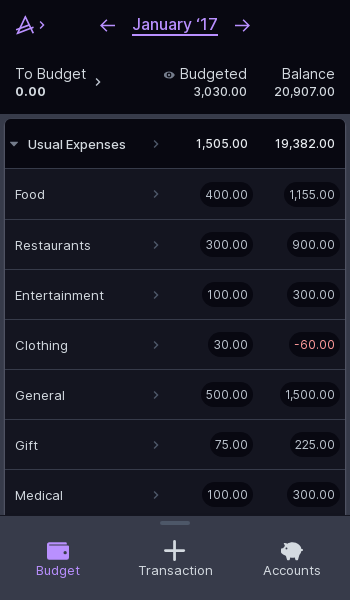 January ‘17
To Budget Budgeted Balance
0.00 3,030.00 20,907.00
Usual Expenses 1,505.00 19,382.00
Food 400.00 1,155.00
Restaurants 300.00 900.00
Entertainment 100.00 300.00
Clothing 30.00 -60.00
General 500.00 1,500.00
Gift 75.00 225.00
Medical 100.00 300.00
Budget Transaction Accounts